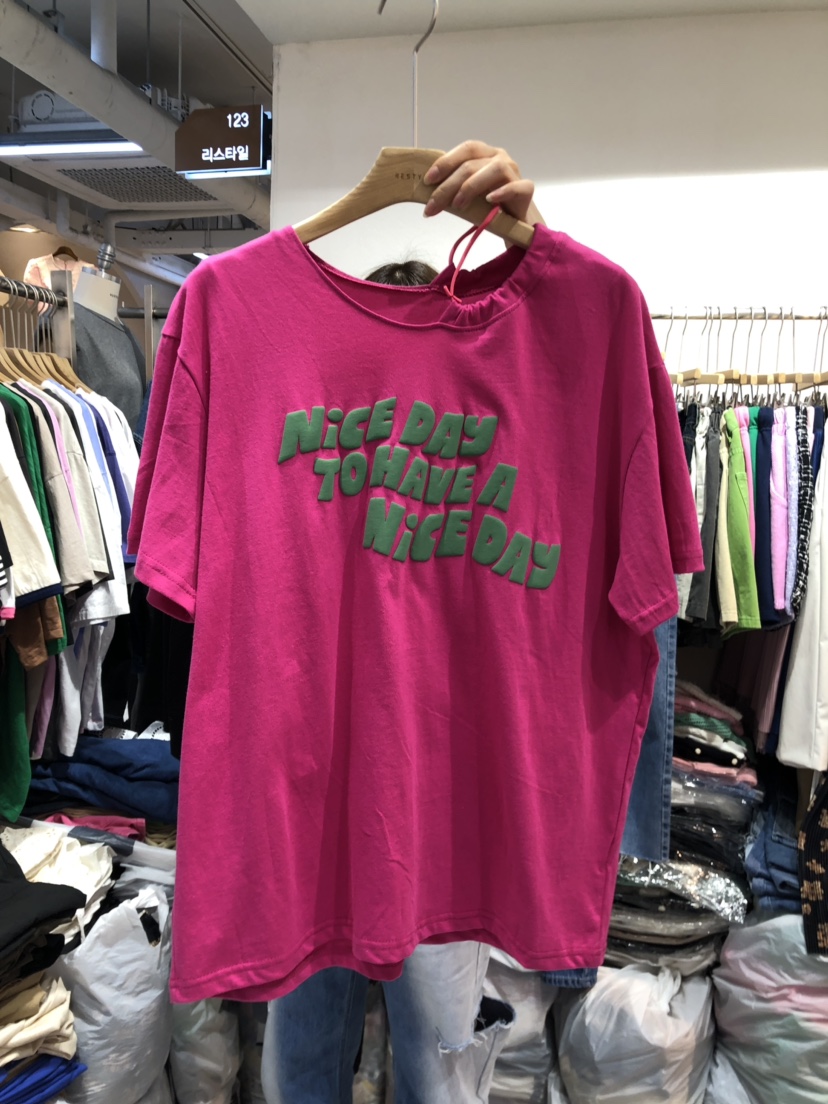 123
리스타일
NiCE DAY
TO HAVE A
NiCE DAY